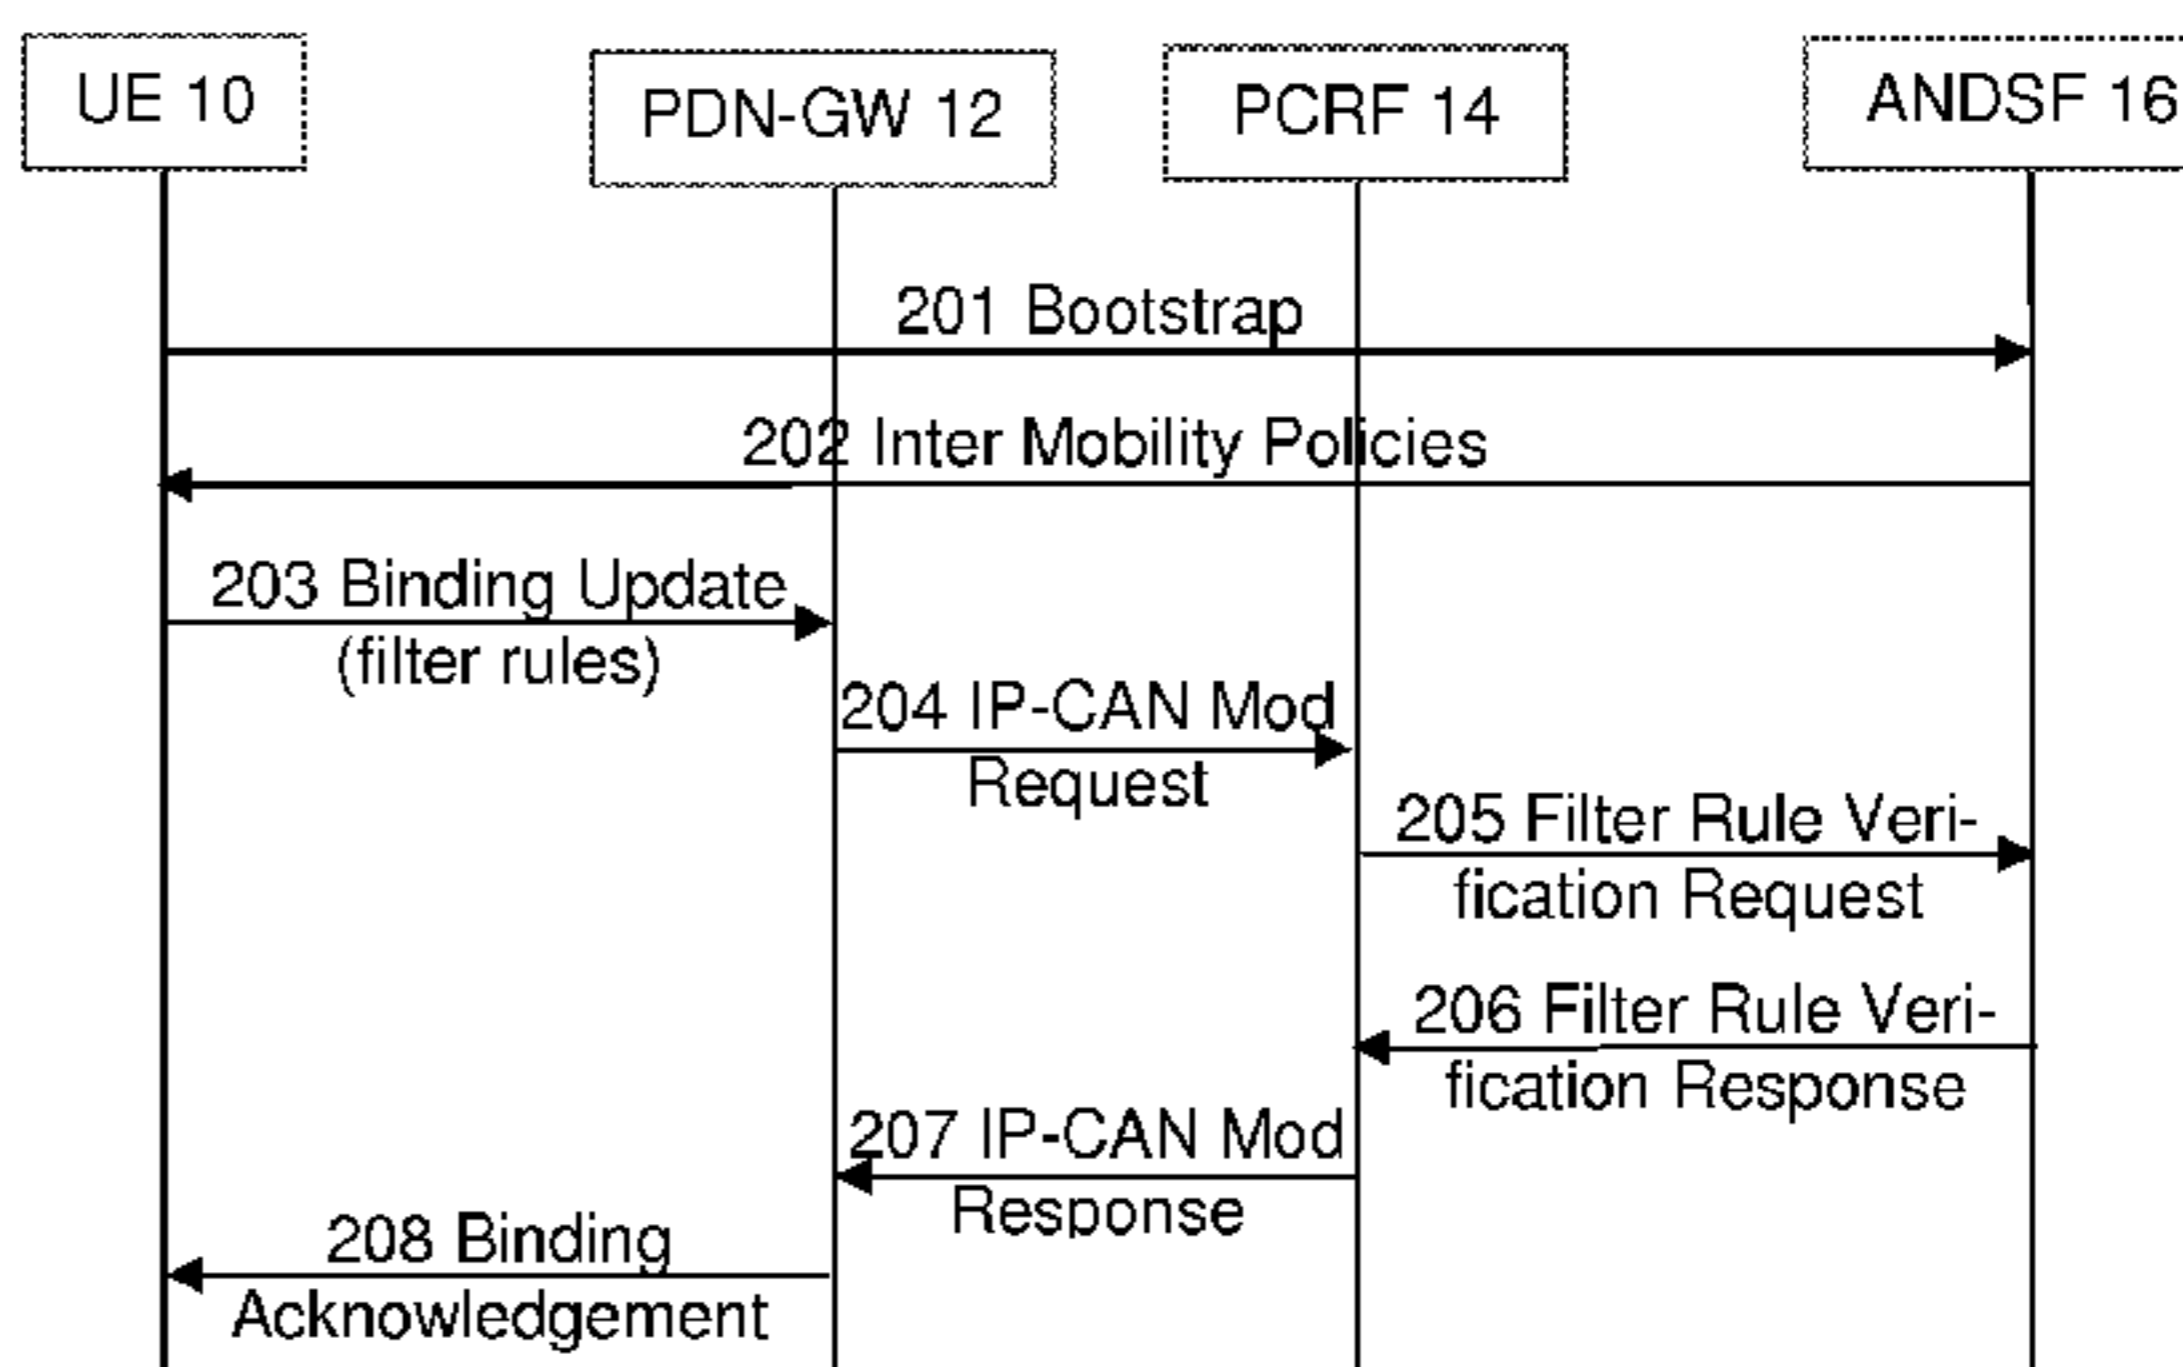 UE 10
PDN-GW 12
PCRF 14
ANDSF 16
201 Bootstrap
202 Inter Mobility Policies
203 Binding Update
(filter rules)
204 IP-CAN Mod
Request
205 Filter Rule Veri-
fication Request
206 Filter Rule Veri-
fication Response
207 IP-CAN Mod
Response
208 Binding
Acknowledgement